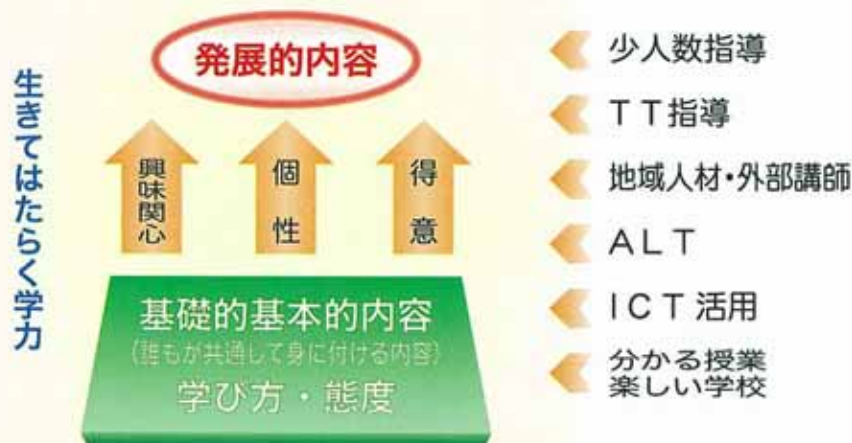 生きてはたらく学力
発展的内容
興味関心
個性
得意
基礎的基本的内容
(誰もが共通して身に付ける内容)
学び方・態度
少人数指導
TT指導
地域人材・外部講師
ALT
ICT活用
分かる授業
楽しい学校